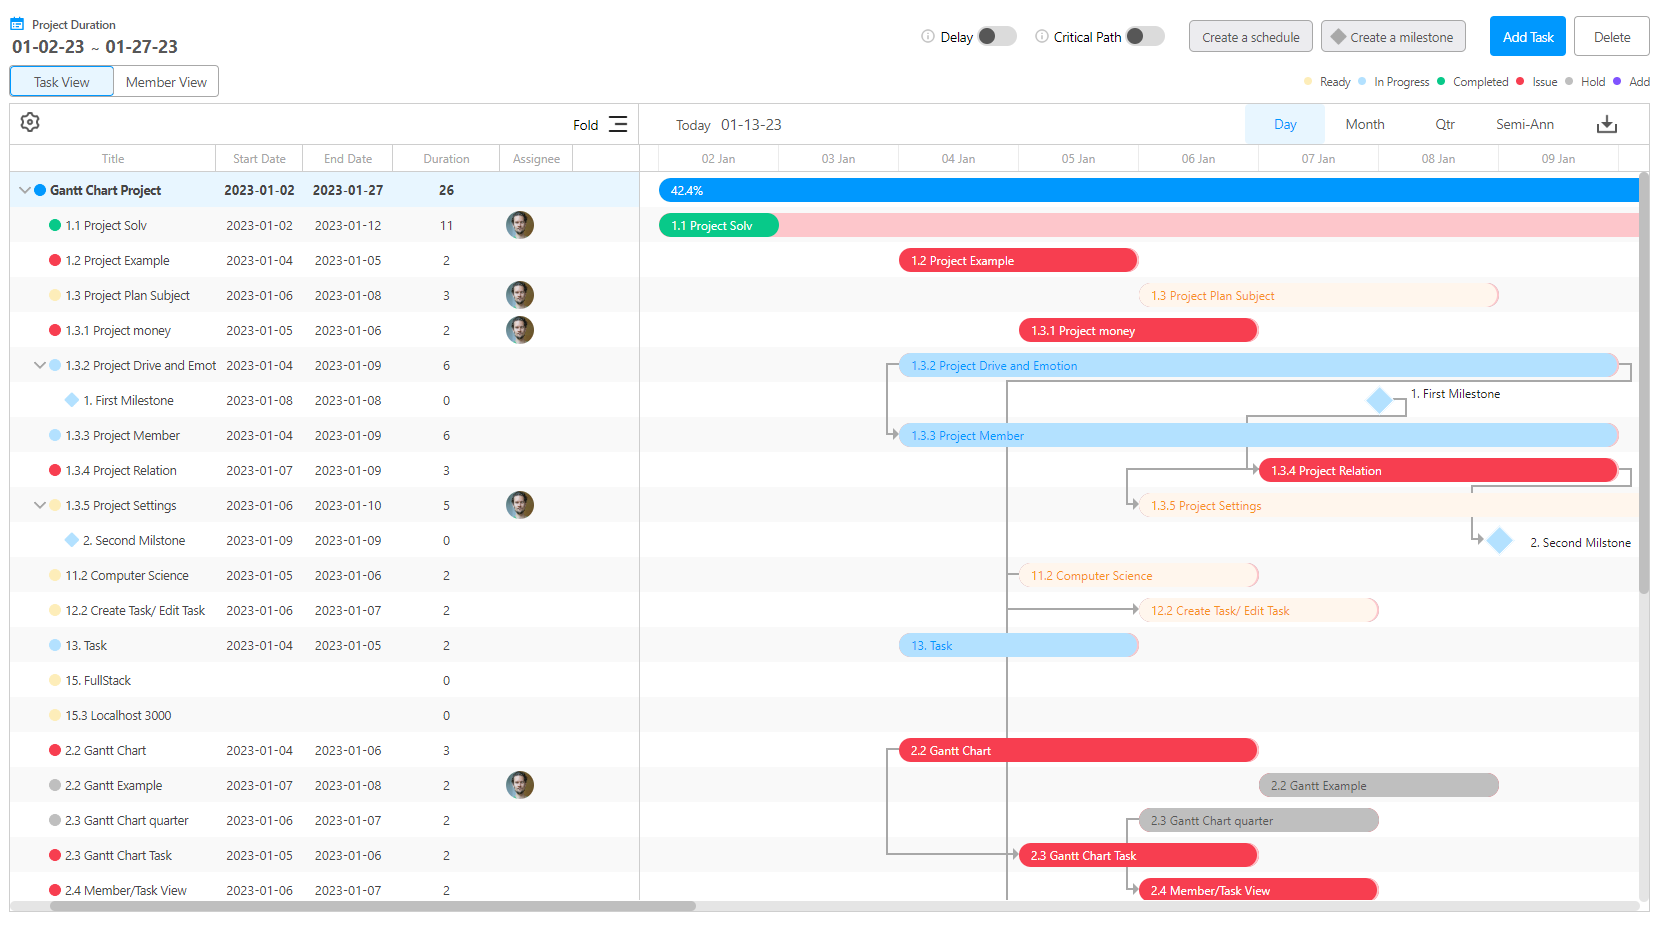 Project Duration
01-02-23 ~ 01-27-23
Delay
Critical Path
Create a schedule
Create a milestone
Add Task
Delete
Task View
Member View
Ready In Progress Completed Issue Hold Add
Fold
Today 01-13-23
Day Month Qtr Semi-Ann
Title Start Date End Date Duration Assignee
02 Jan 03 Jan 04 Jan 05 Jan 06 Jan 07 Jan 08 Jan 09 Jan
Gantt Chart Project 2023-01-02 2023-01-27 26 42.4%
1.1 Project Solv 2023-01-02 2023-01-12 11 1.1 Project Solv
1.2 Project Example 2023-01-04 2023-01-05 2 1.2 Project Example
1.3 Project Plan Subject 2023-01-06 2023-01-08 3 1.3 Project Plan Subject
1.3.1 Project money 2023-01-05 2023-01-06 2 1.3.1 Project money
1.3.2 Project Drive and Emot 2023-01-04 2023-01-09 6 1.3.2 Project Drive and Emotion
1. First Milestone 2023-01-08 2023-01-08 0 1. First Milestone
1.3.3 Project Member 2023-01-04 2023-01-09 6 1.3.3 Project Member
1.3.4 Project Relation 2023-01-07 2023-01-09 3 1.3.4 Project Relation
1.3.5 Project Settings 2023-01-06 2023-01-10 5 1.3.5 Project Settings
2. Second Milstone 2023-01-09 2023-01-09 0 2. Second Milstone
11.2 Computer Science 2023-01-05 2023-01-06 2 11.2 Computer Science
12.2 Create Task/ Edit Task 2023-01-06 2023-01-07 2 12.2 Create Task/ Edit Task
13. Task 2023-01-04 2023-01-05 2 13. Task
15. FullStack 0
15.3 Localhost 3000 0
2.2 Gantt Chart 2023-01-04 2023-01-06 3 2.2 Gantt Chart
2.2 Gantt Example 2023-01-07 2023-01-08 2 2.2 Gantt Example
2.3 Gantt Chart quarter 2023-01-06 2023-01-07 2 2.3 Gantt Chart quarter
2.3 Gantt Chart Task 2023-01-05 2023-01-06 2 2.3 Gantt Chart Task
2.4 Member/Task View 2023-01-06 2023-01-07 2 2.4 Member/Task View